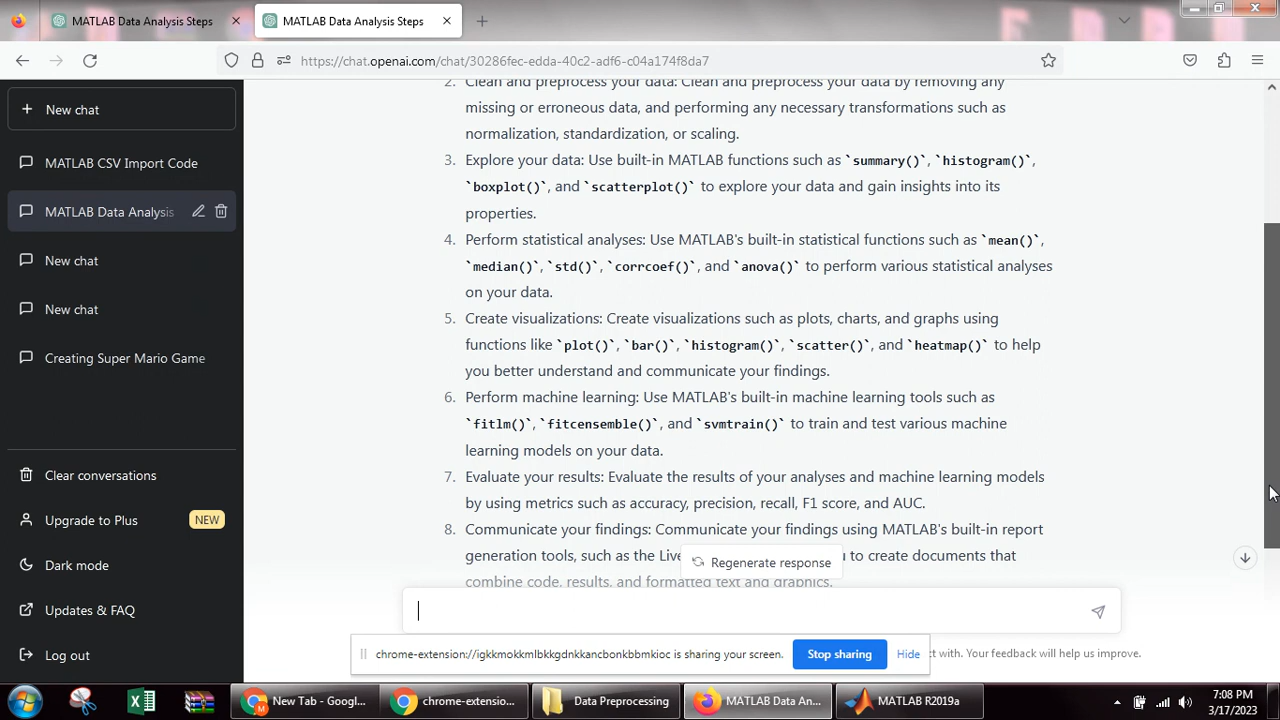 MATLAB Data Analysis Steps
MATLAB Data Analysis Steps
https://chat.openai.com/chat/30286fec-edda-40c2-adf6-c04a174f8da7
New chat
MATLAB CSV Import Code
MATLAB Data Analysis
New chat
New chat
Creating Super Mario Game
Clear conversations
Upgrade to Plus NEW
Dark mode
Updates & FAQ
Log out
2. Clean and preprocess your data: Clean and preprocess your data by removing any
missing or erroneous data, and performing any necessary transformations such as
normalization, standardization, or scaling.
3. Explore your data: Use built-in MATLAB functions such as `summary()`, `histogram()`,
`boxplot()`, and `scatterplot()` to explore your data and gain insights into its
properties.
4. Perform statistical analyses: Use MATLAB's built-in statistical functions such as `mean()`,
`median()`, `std()`, `corrcoef()`, and `anova()` to perform various statistical analyses
on your data.
5. Create visualizations: Create visualizations such as plots, charts, and graphs using
functions like `plot()`, `bar()`, `histogram()`, `scatter()`, and `heatmap()` to help
you better understand and communicate your findings.
6. Perform machine learning: Use MATLAB's built-in machine learning tools such as
`fitlm()`, `fitcensemble()`, and `svmtrain()` to train and test various machine
learning models on your data.
7. Evaluate your results: Evaluate the results of your analyses and machine learning models
by using metrics such as accuracy, precision, recall, F1 score, and AUC.
8. Communicate your findings: Communicate your findings using MATLAB's built-in report
generation tools, such as the Live to create documents that
combine code, results, and formatted text and graphics.
Regenerate response
chrome-extension://igkkmokkmlbkkgdnkkancbonkbbmkioc is sharing your screen. Stop sharing Hide
with. Your feedback will help us improve.
New Tab - Googl...
chrome-extension...
Data Preprocessing
MATLAB Data An...
MATLAB R2019a
7:08 PM
3/17/2023